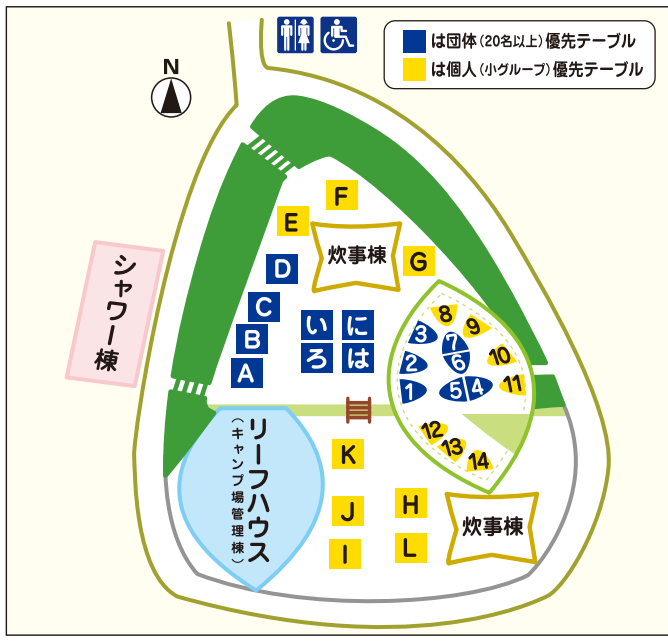 は団体(20名以上)優先テーブル
は個人(小グループ)優先テーブル
N
F
E
炊事棟
G
D
シャワー棟
C
い
に
B
ろ
は
A
8
9
3
7
10
2
6
11
1
5
4
12
13
14
K
リーフハウス
(キャンプ場管理棟)
H
J
炊事棟
L
I